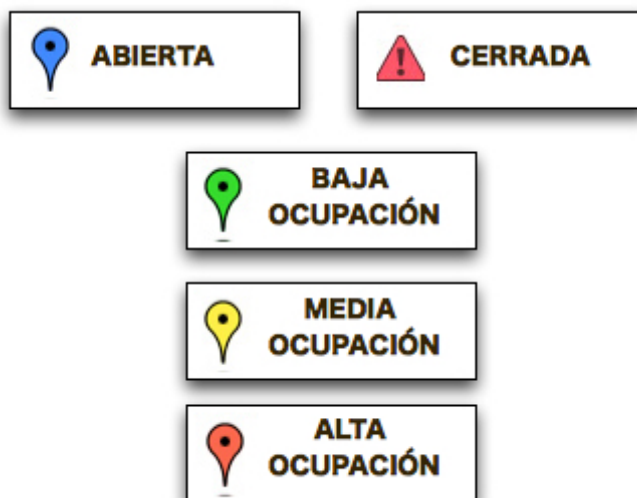 ABIERTA
CERRADA
BAJA
OCUPACIÓN
MEDIA
OCUPACIÓN
ALTA
OCUPACIÓN